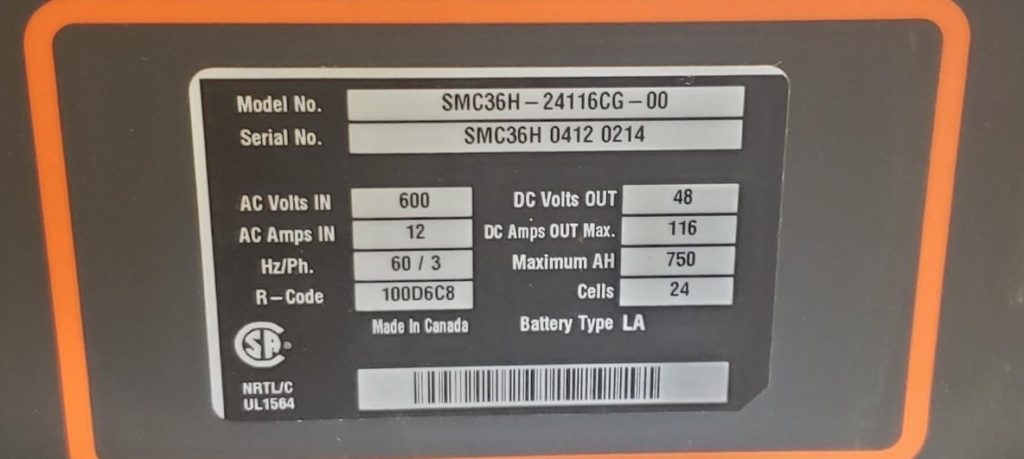 Model No. SMC36H-24116CG-00
Serial No. SMC36H 0412 0214
AC Volts IN 600 DC Volts OUT 48
AC Amps IN 12 DC Amps OUT Max. 116
Hz/Ph. 60 / 3 Maximum AH 750
R-Code 100D6C8 Cells 24
Made In Canada Battery Type LA
SP®
NRTL/C
UL1564